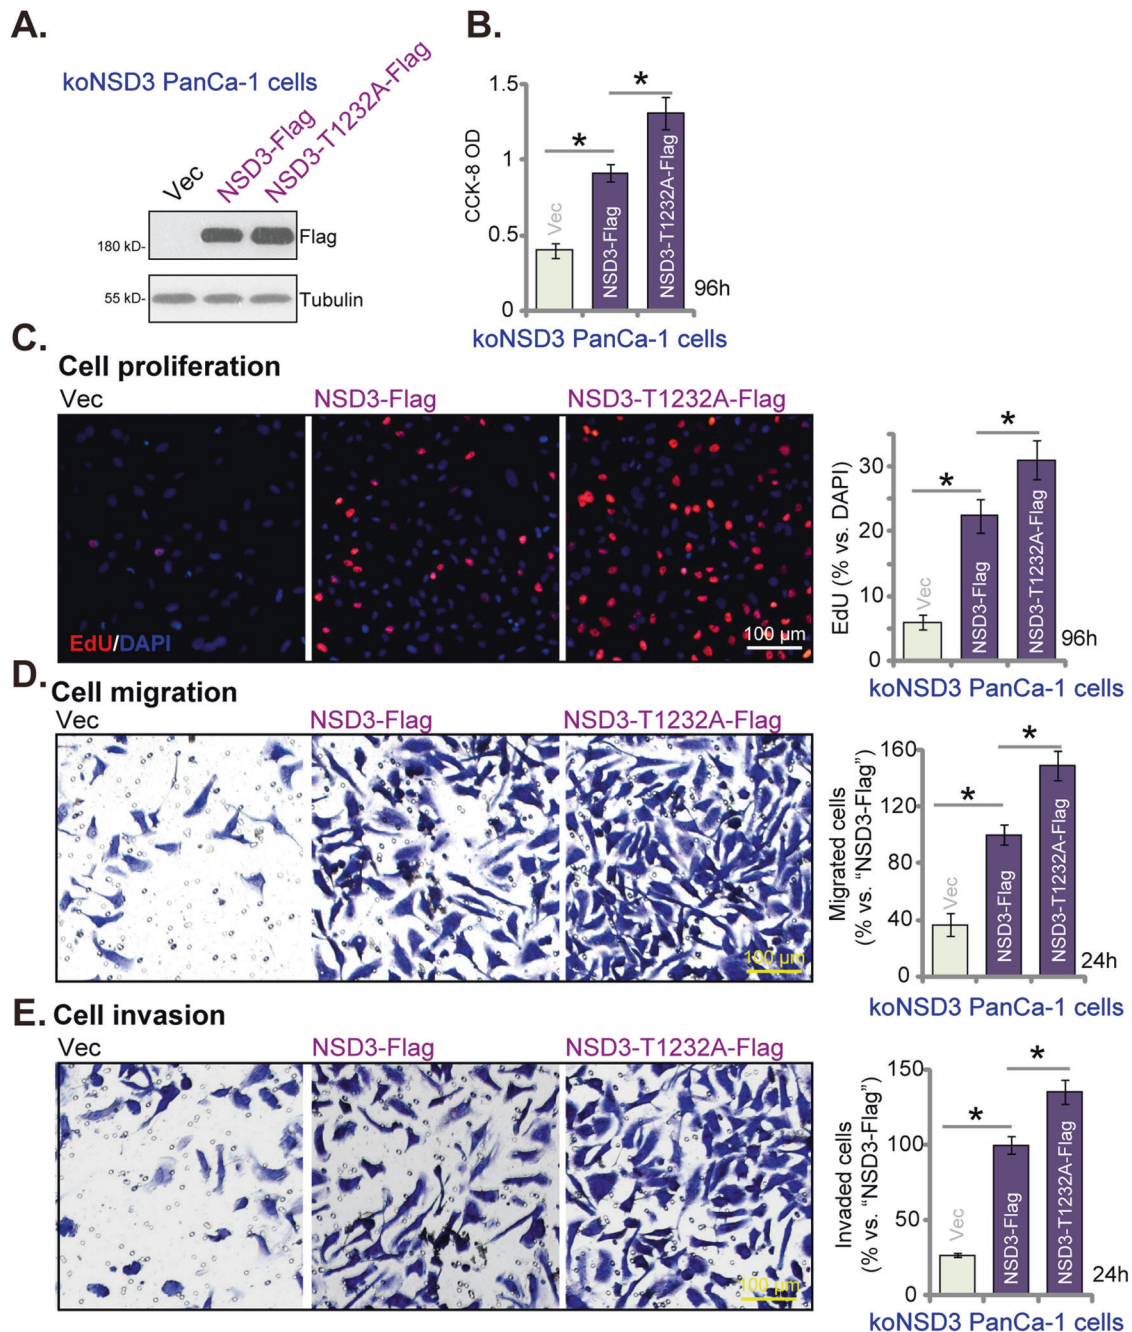 A.
koNSD3 PanCa-1 cells
Vec
NSD3-Flag
NSD3-T1232A-Flag
180 kD-
Flag
55 kD-
Tubulin
B.
CCK-8 OD
1.5
1
0.5
0
*
*
Vec
NSD3-Flag
NSD3-T1232A-Flag
96h
koNSD3 PanCa-1 cells
C.
Cell proliferation
Vec
NSD3-Flag
NSD3-T1232A-Flag
EdU/DAPI
100 µm
EdU (% vs. DAPI)
30
20
10
0
*
*
Vec
NSD3-Flag
NSD3-T1232A-Flag
96h
koNSD3 PanCa-1 cells
D.
Cell migration
Vec
NSD3-Flag
NSD3-T1232A-Flag
100 µm
Migrated cells
(% vs. “NSD3-Flag”)
160
120
80
40
0
*
*
Vec
NSD3-Flag
NSD3-T1232A-Flag
24h
koNSD3 PanCa-1 cells
E.
Cell invasion
Vec
NSD3-Flag
NSD3-T1232A-Flag
100 µm
Invaded cells
(% vs. “NSD3-Flag”)
150
100
50
0
*
*
Vec
NSD3-Flag
NSD3-T1232A-Flag
24h
koNSD3 PanCa-1 cells